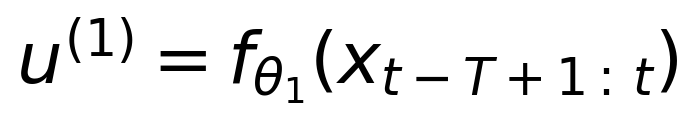 u^{(1)} = f_{θ_1}(x_{t−T+1: t})